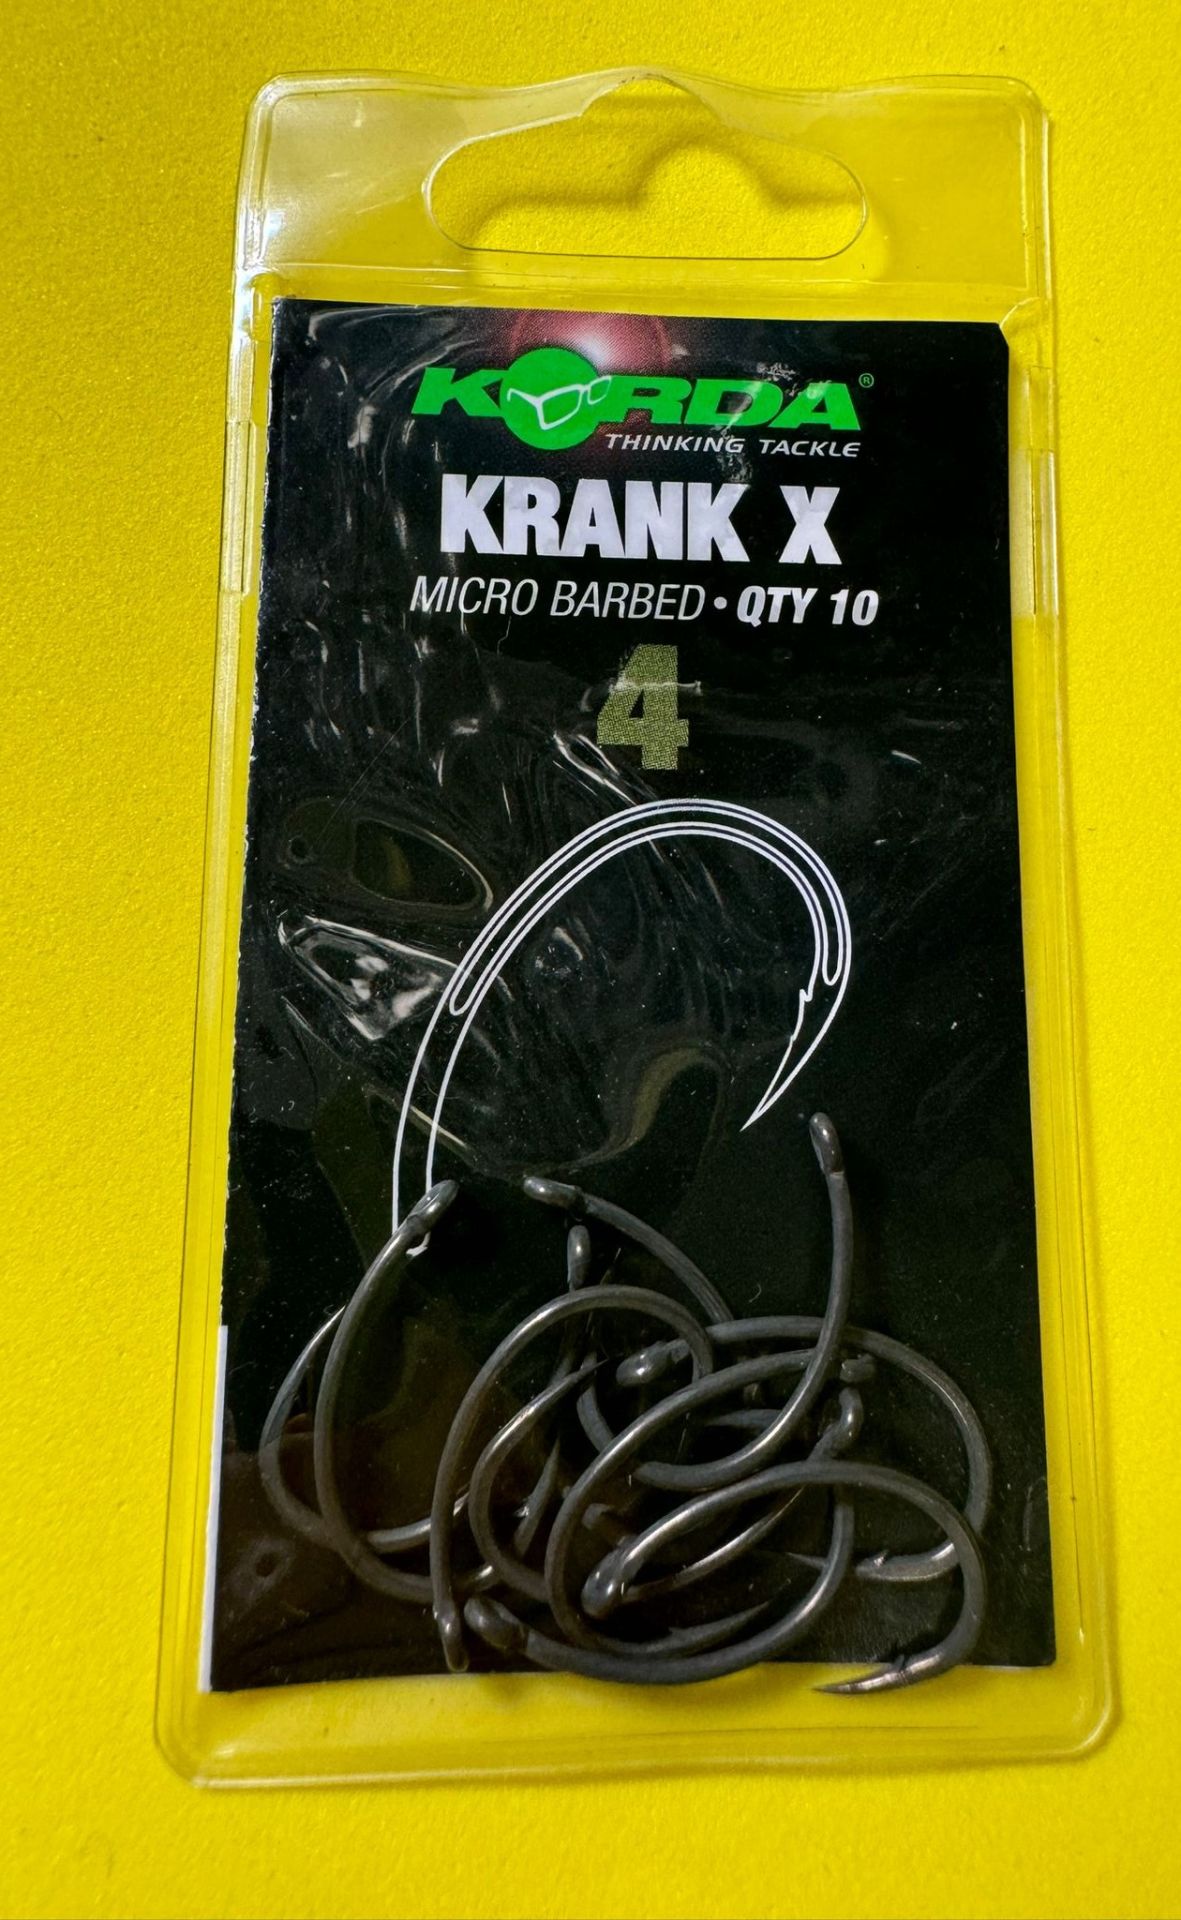 KORDA®
THINKING TACKLE
KRANK X
MICRO BARBED • QTY 10
4